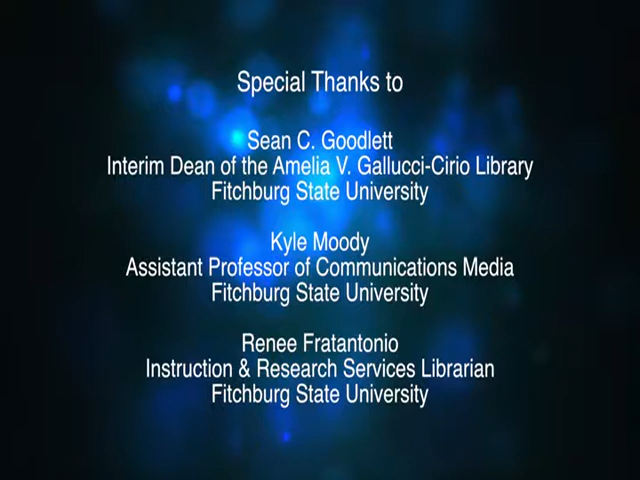 Special Thanks to
Sean C. Goodlett
Interim Dean of the Amelia V. Gallucci-Cirio Library
Fitchburg State University
Kyle Moody
Assistant Professor of Communications Media
Fitchburg State University
Renee Fratantonio
Instruction & Research Services Librarian
Fitchburg State University